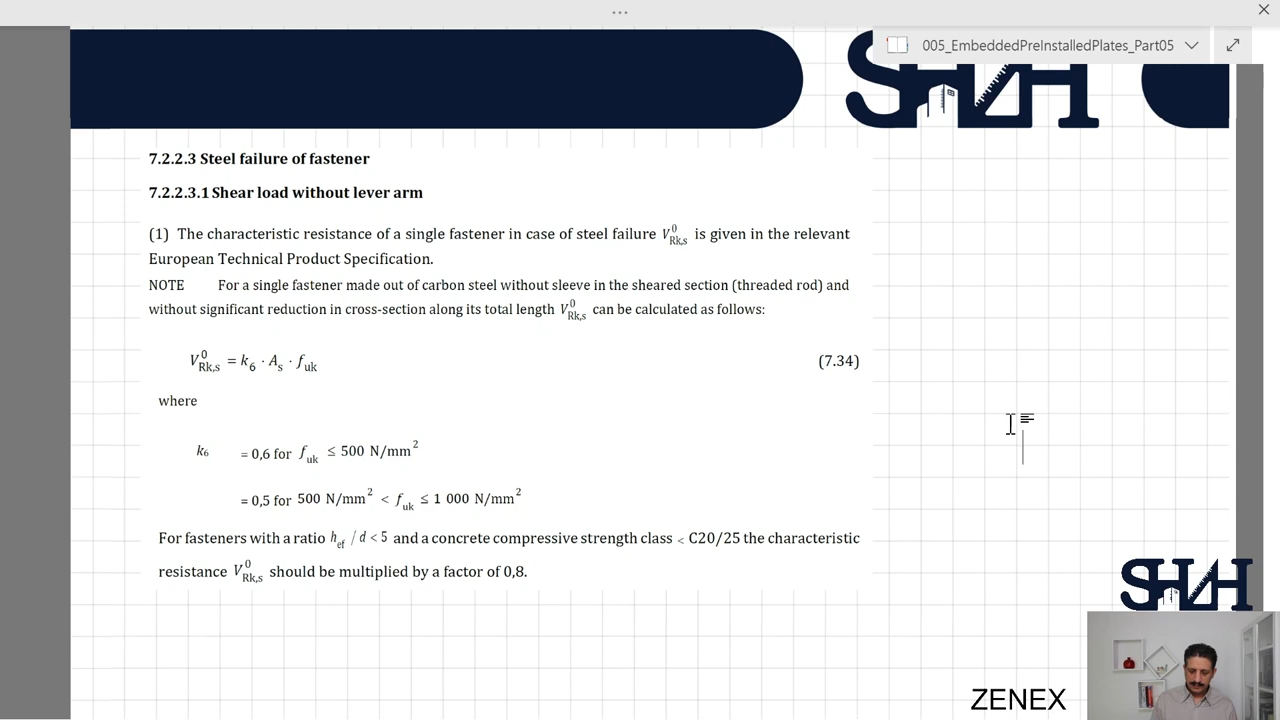 005_EmbeddedPreInstalledPlates_Part05
SHZH
7.2.2.3 Steel failure of fastener
7.2.2.3.1 Shear load without lever arm
(1) The characteristic resistance of a single fastener in case of steel failure V⁰Rk,s is given in the relevant
European Technical Product Specification.
NOTE For a single fastener made out of carbon steel without sleeve in the sheared section (threaded rod) and
without significant reduction in cross-section along its total length V⁰Rk,s can be calculated as follows:
V⁰Rk,s = k6 · As · fuk (7.34)
where
k6 = 0,6 for fuk ≤ 500 N/mm²
= 0,5 for 500 N/mm² < fuk ≤ 1 000 N/mm²
For fasteners with a ratio hef / d < 5 and a concrete compressive strength class < C20/25 the characteristic
resistance V⁰Rk,s should be multiplied by a factor of 0,8.
SHZH
ZENEX